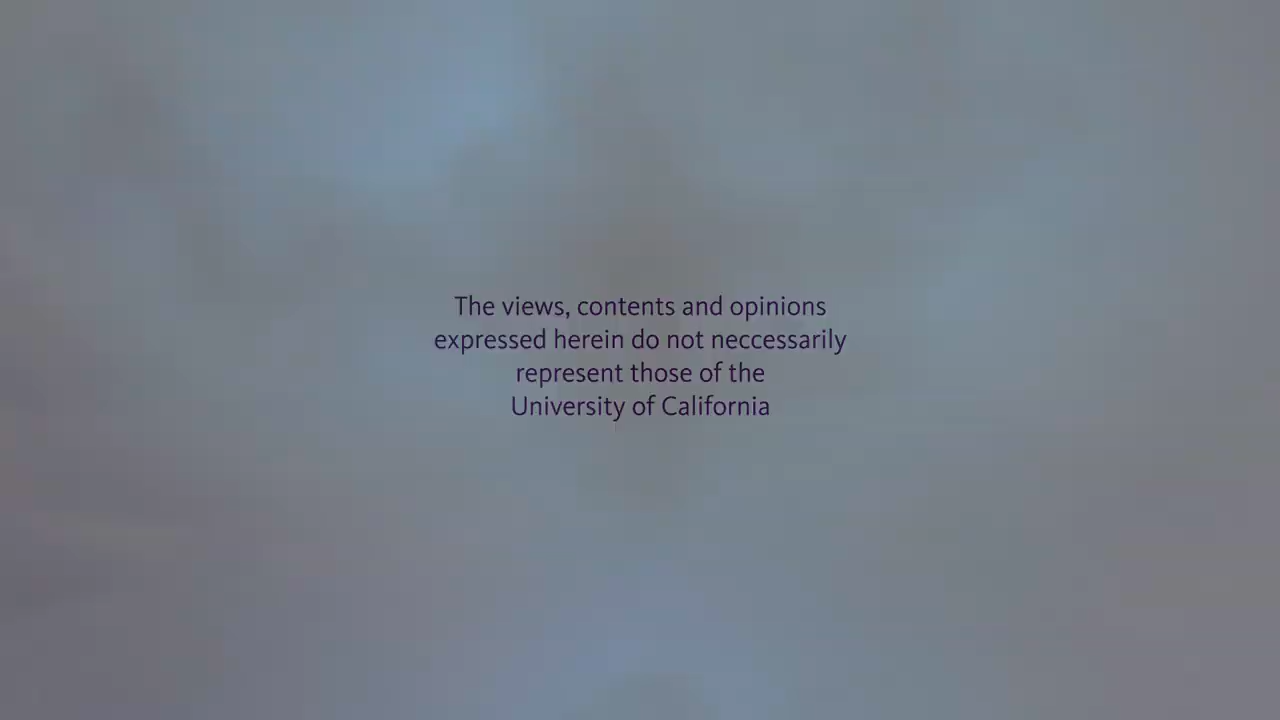 The views, contents and opinions
expressed herein do not neccessarily
represent those of the
University of California